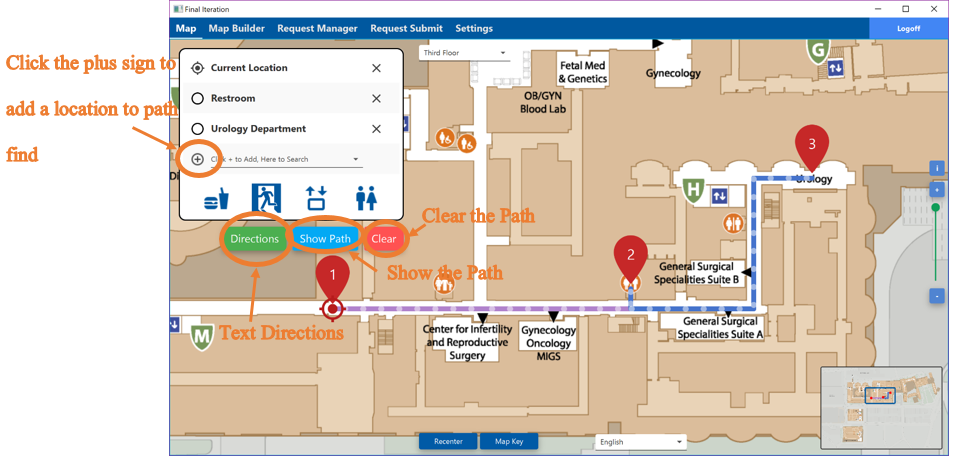 Final Iteration
Map Map Builder Request Manager Request Submit Settings Logoff
Click the plus sign to
add a location to path
find
Current Location
Restroom
Urology Department
Click + to Add, Here to Search
Directions Show Path Clear
Clear the Path
Show the Path
Text Directions
Third Floor
Fetal Med
& Genetics
Gynecology
OB/GYN
Blood Lab
G
H
M
1
2
3
Urology
General Surgical
Specialities Suite B
General Surgical
Specialities Suite A
Center for Infertility
and Reproductive
Surgery
Gynecology
Oncology
MIGS
i
+
-
Recenter Map Key English